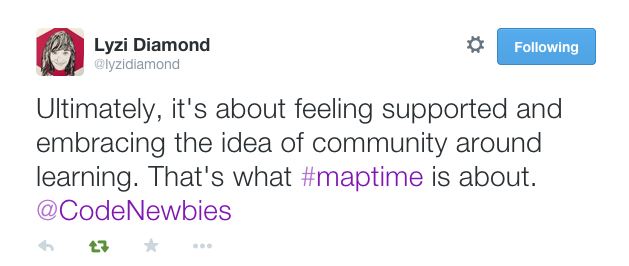 Lyzi Diamond
@lyzidiamond
Following
Ultimately, it's about feeling supported and
embracing the idea of community around
learning. That's what #maptime is about.
@CodeNewbies